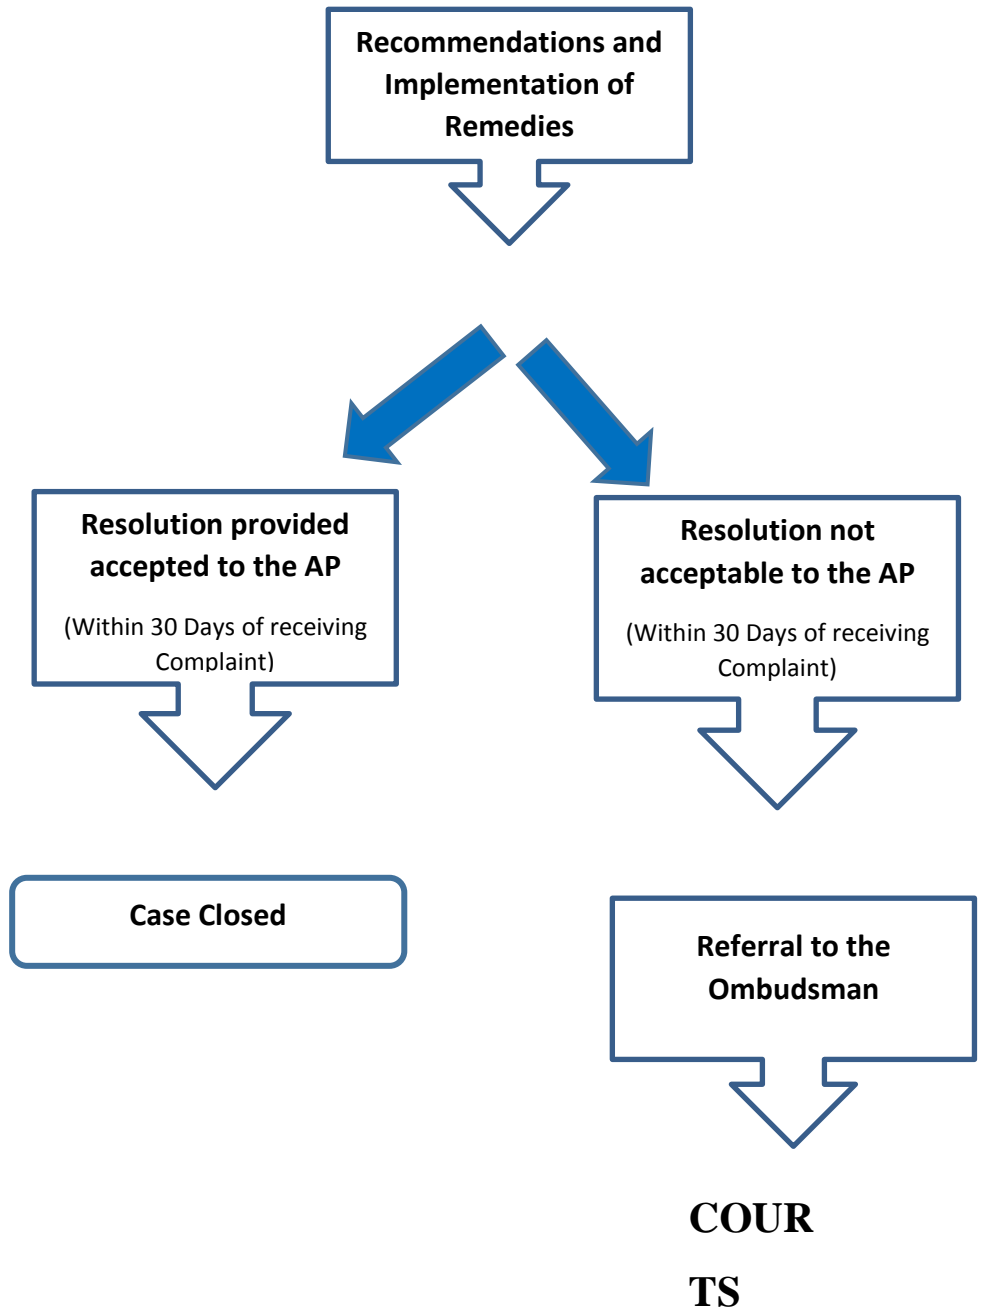 Recommendations and
Implementation of
Remedies
Resolution provided
accepted to the AP
(Within 30 Days of receiving
Complaint)
Resolution not
acceptable to the AP
(Within 30 Days of receiving
Complaint)
Case Closed
Referral to the
Ombudsman
COUR
TS